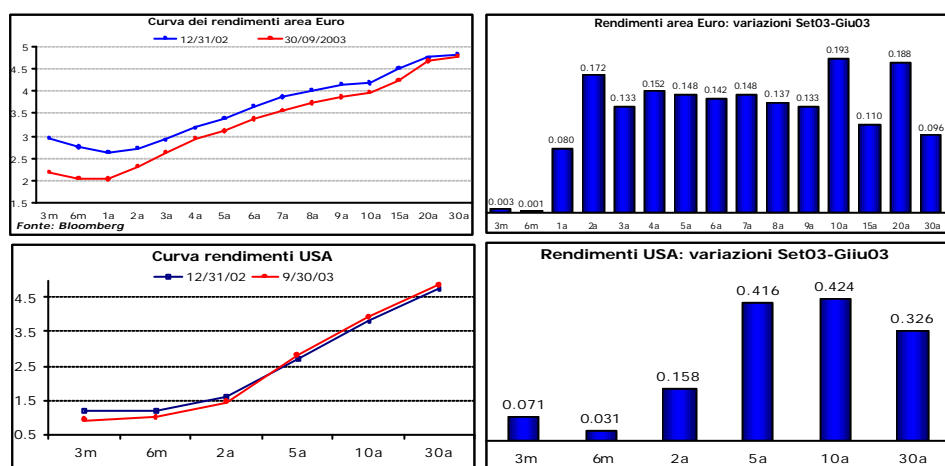 Curva dei rendimenti area Euro
12/31/02 30/09/2003
5
4.5
4
3.5
3
2.5
2
1.5
3m 6m 1a 2a 3a 4a 5a 6a 7a 8a 9a 10a 15a 20a 30a
Fonte: Bloomberg
Rendimenti area Euro: variazioni Set03-Giu03
0.003 0.001 0.080 0.172 0.133 0.152 0.148 0.142 0.148 0.137 0.133 0.193 0.110 0.188 0.096
3m 6m 1a 2a 3a 4a 5a 6a 7a 8a 9a 10a 15a 20a 30a
Curva rendimenti USA
12/31/02 9/30/03
4.5
3.5
2.5
1.5
0.5
3m 6m 2a 5a 10a 30a
Rendimenti USA: variazioni Set03-Giiu03
0.071 0.031 0.158 0.416 0.424 0.326
3m 6m 2a 5a 10a 30a